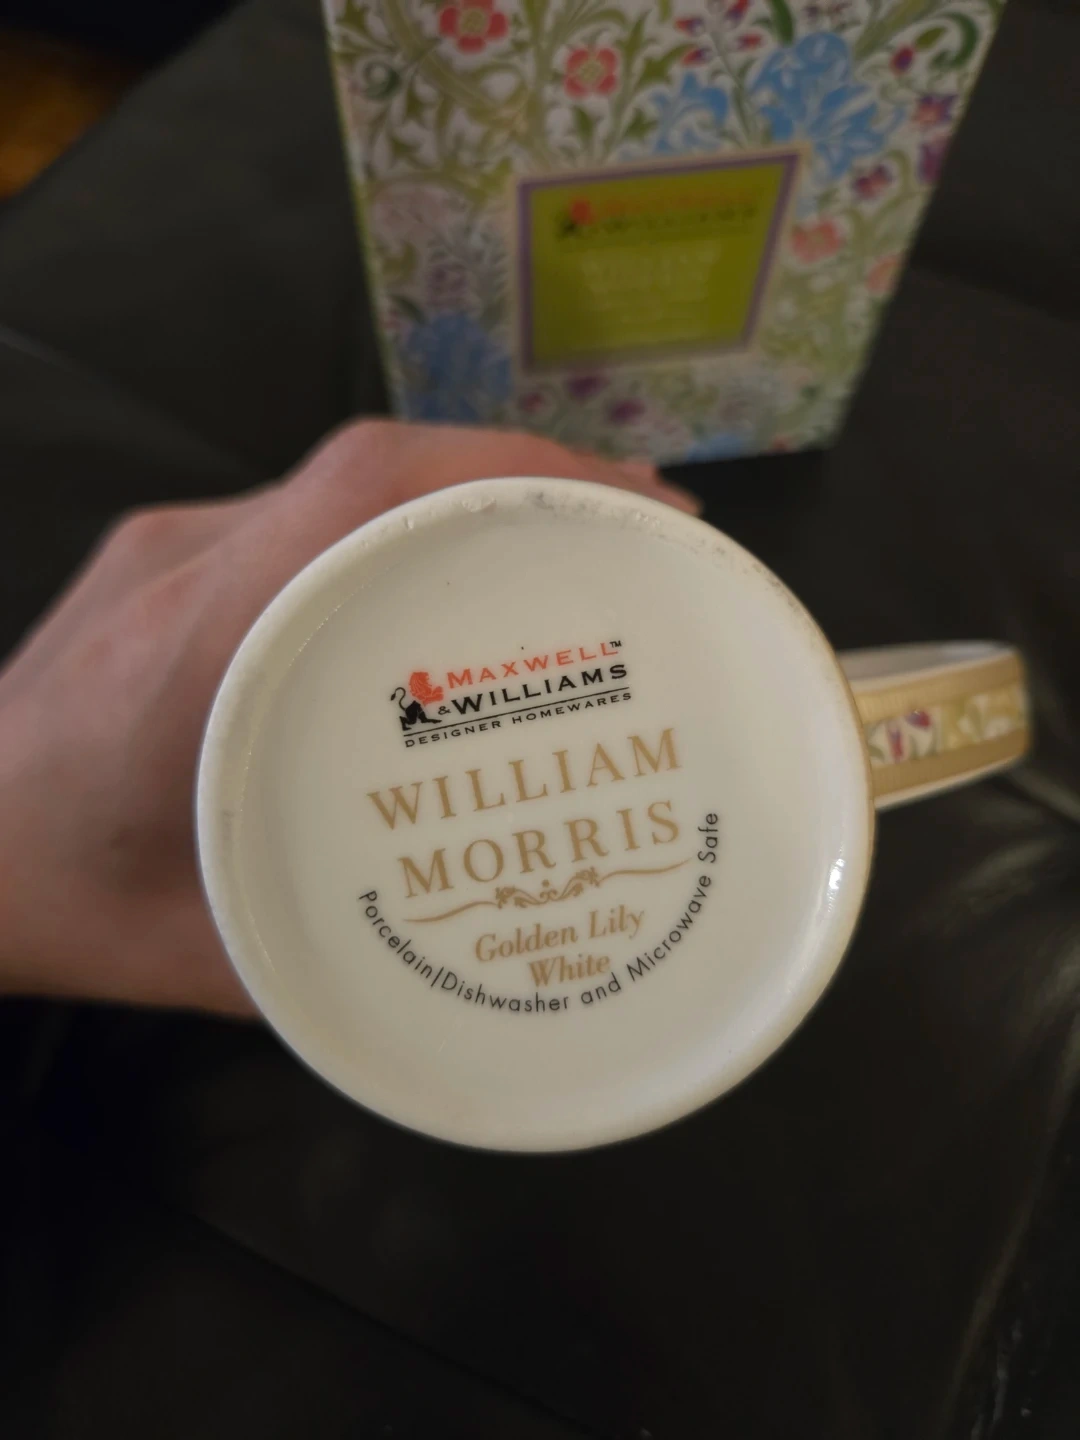 MAXWELL™
& WILLIAMS
DESIGNER HOMEWARES
WILLIAM
MORRIS
Golden Lily
White
Porcelain/Dishwasher and Microwave Safe